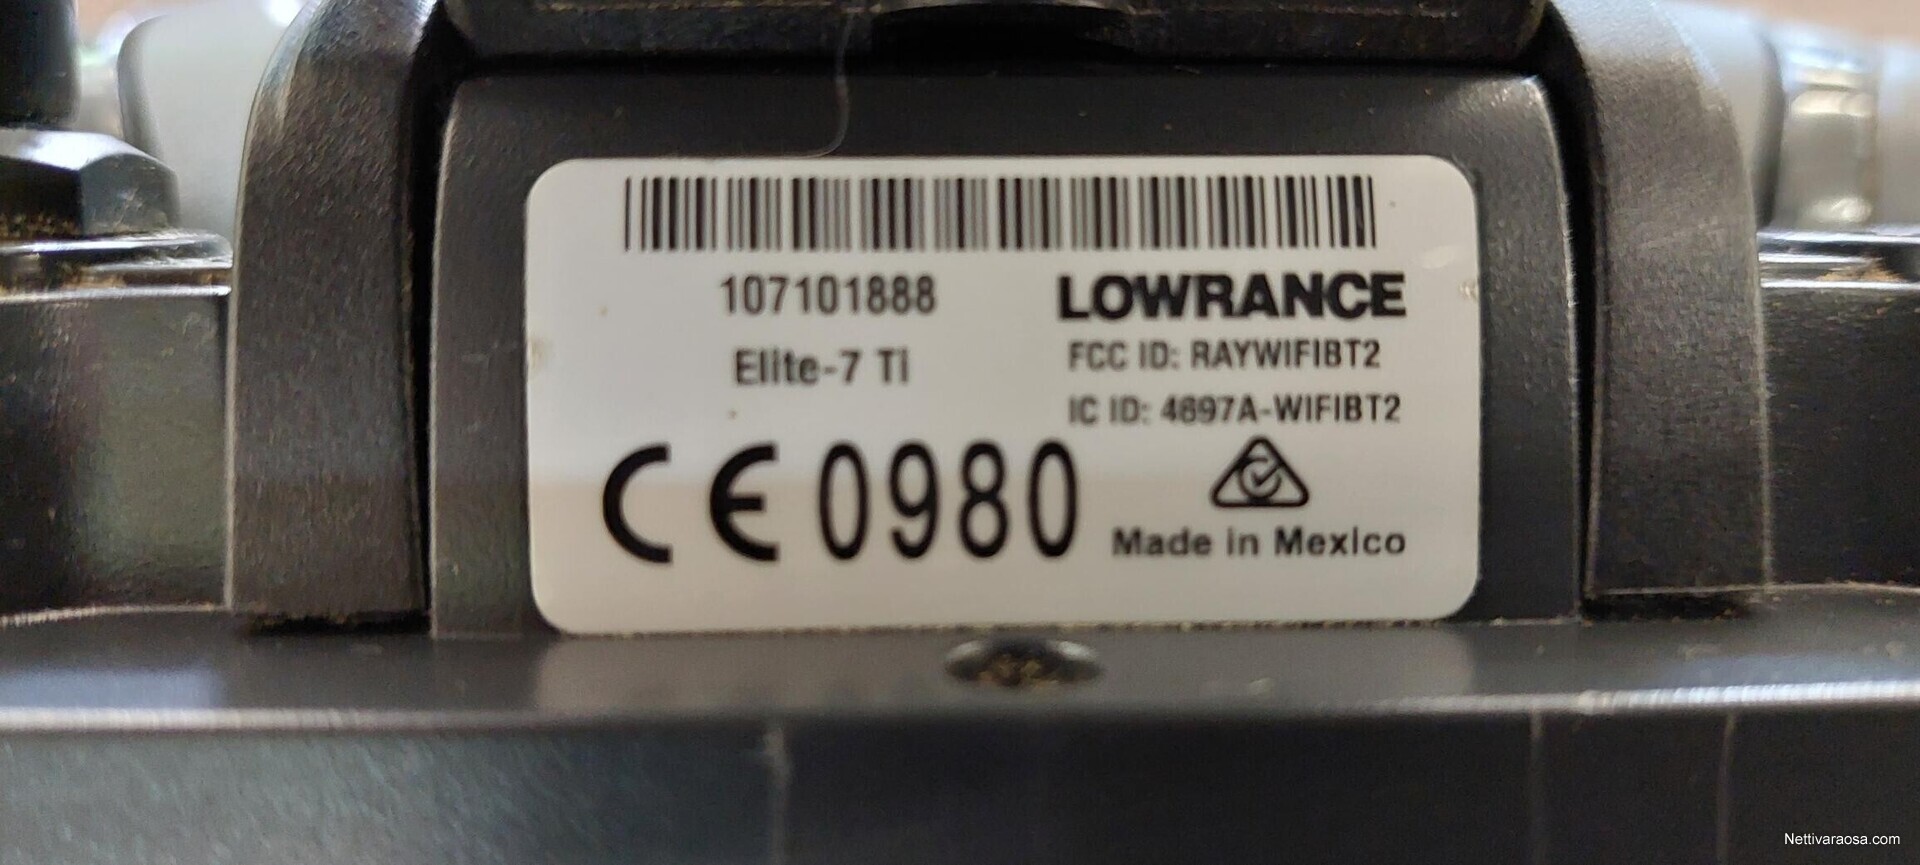 107101888
LOWRANCE
Elite-7 Ti
FCC ID: RAYWIFIBT2
IC ID: 4697A-WIFIBT2
CE 0980
Made in Mexico
Nettivaraosa.com